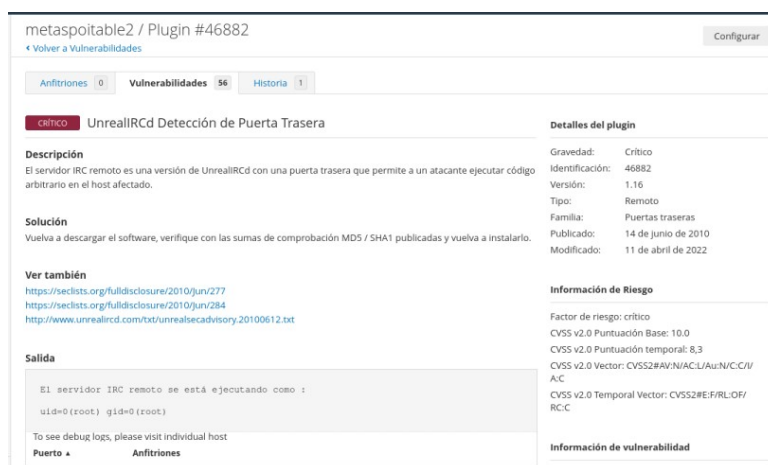 metaspoitable2 / Plugin #46882
Configurar
‹ Volver a Vulnerabilidades
Anfitriones 0 Vulnerabilidades 56 Historia 1
CRÍTICO UnrealIRCd Detección de Puerta Trasera
Descripción
El servidor IRC remoto es una versión de UnrealIRCd con una puerta trasera que permite a un atacante ejecutar código
arbitrario en el host afectado.
Solución
Vuelva a descargar el software, verifique con las sumas de comprobación MD5 / SHA1 publicadas y vuelva a instalarlo.
Ver también
https://seclists.org/fulldisclosure/2010/Jun/277
https://seclists.org/fulldisclosure/2010/Jun/284
http://www.unrealircd.com/txt/unrealsecadvisory.20100612.txt
Salida
El servidor IRC remoto se está ejecutando como :
uid=0(root) gid=0(root)
To see debug logs, please visit individual host
Puerto ▲ Anfitriones
Detalles del plugin
Gravedad: Crítico
Identificación: 46882
Versión: 1.16
Tipo: Remoto
Familia: Puertas traseras
Publicado: 14 de junio de 2010
Modificado: 11 de abril de 2022
Información de Riesgo
Factor de riesgo: crítico
CVSS v2.0 Puntuación Base: 10.0
CVSS v2.0 Puntuación temporal: 8,3
CVSS v2.0 Vector: CVSS2#AV:N/AC:L/Au:N/C:C/I/
A:C
CVSS v2.0 Temporal Vector: CVSS2#E:F/RL:OF/
RC:C
Información de vulnerabilidad